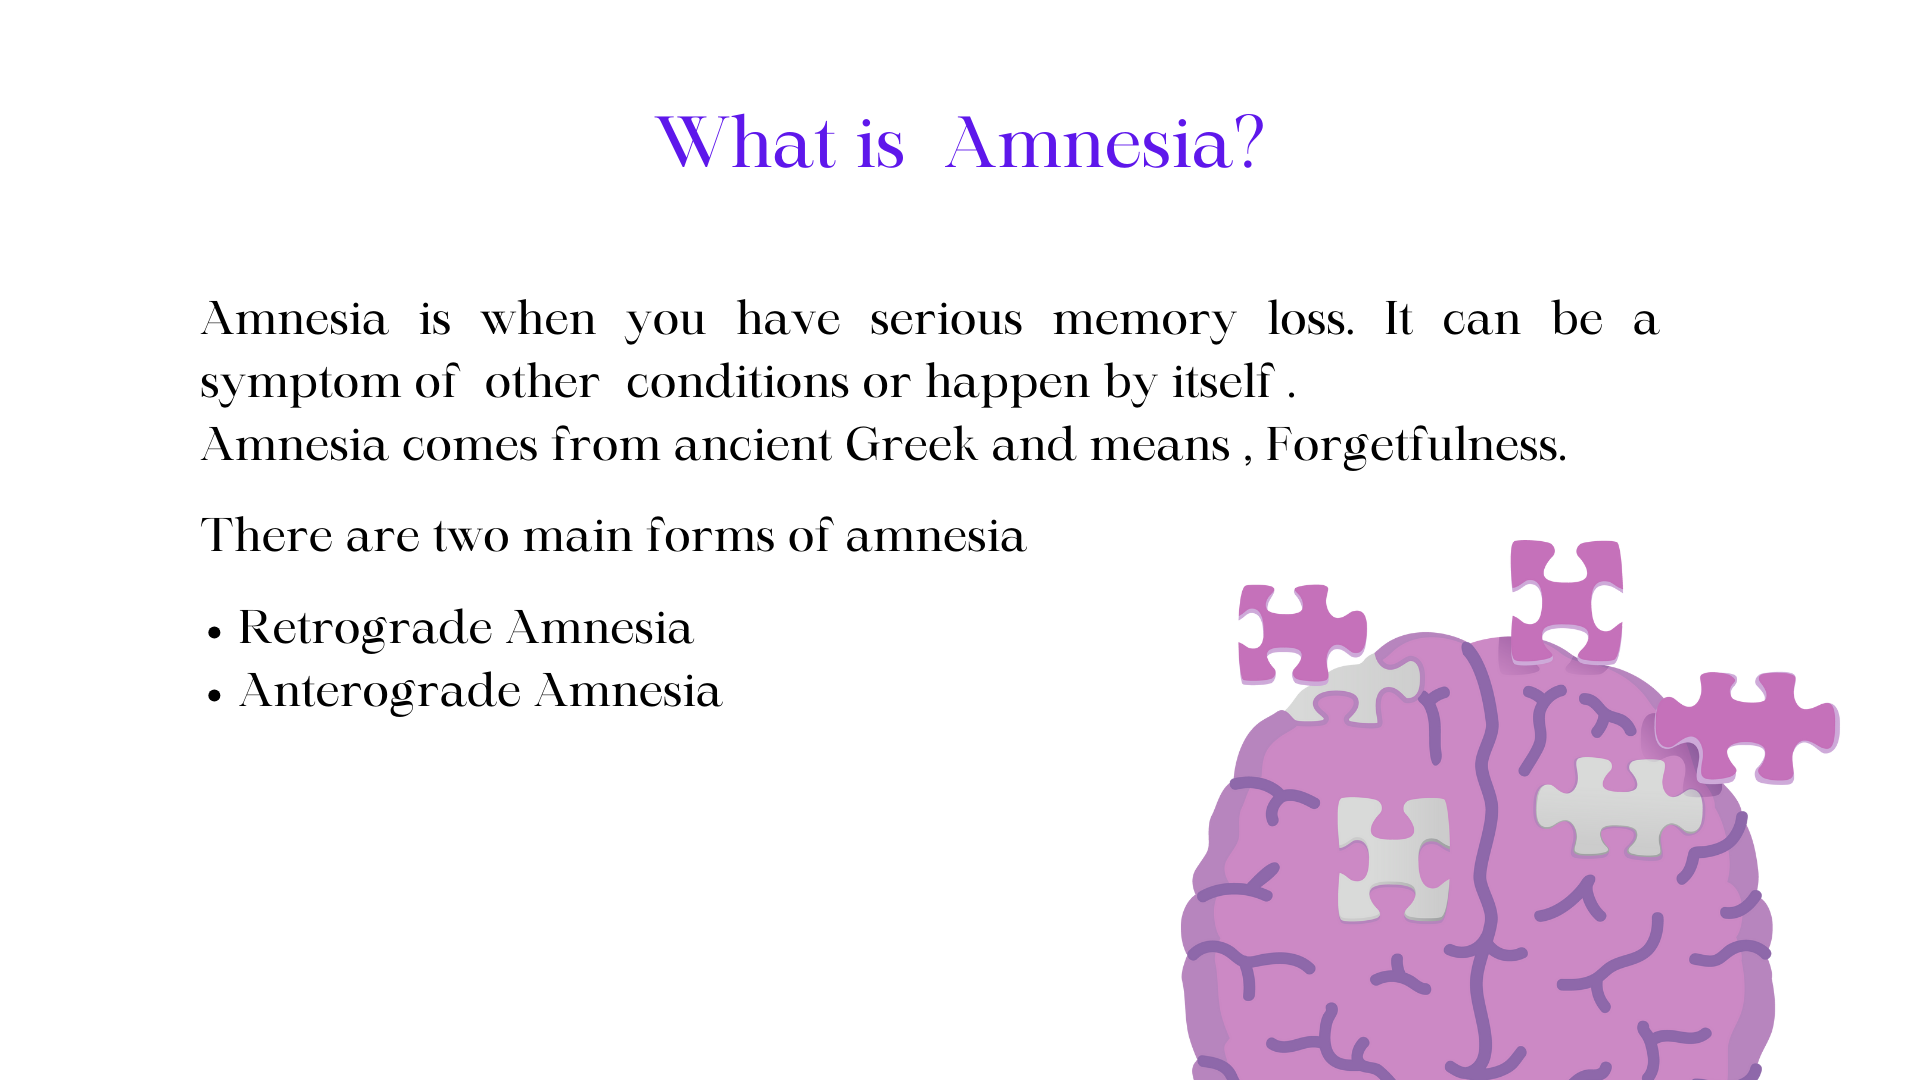 What is  Amnesia?
Amnesia is when you have serious memory loss. It can be a
symptom of  other  conditions or happen by itself .
Amnesia comes from ancient Greek and means , Forgetfulness.
There are two main forms of amnesia
• Retrograde Amnesia
• Anterograde Amnesia